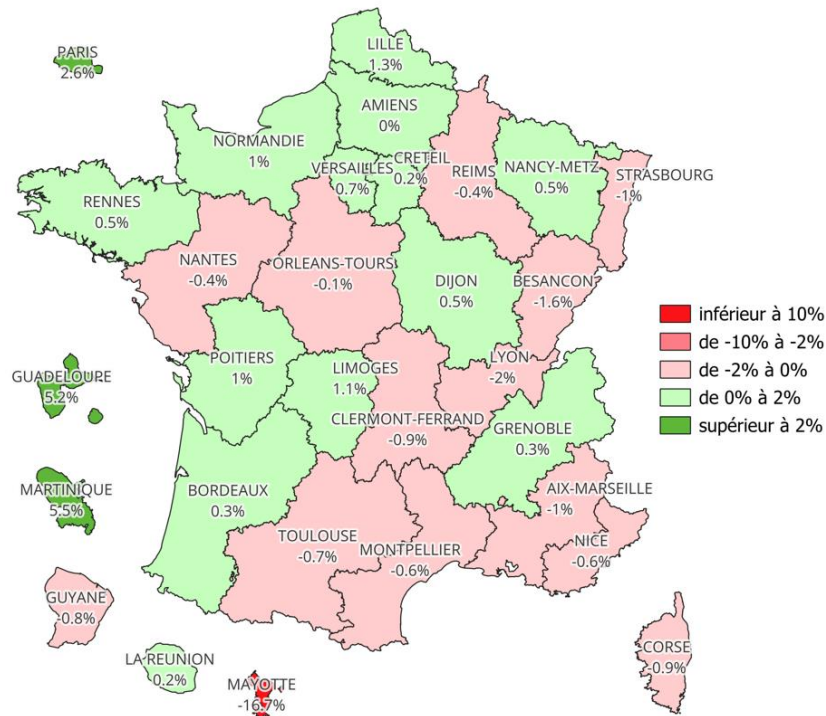 PARIS
2.6%
LILLE
1.3%
AMIENS
0%
NORMANDIE
1%
VERSAILLES
0.7%
CRETEIL
0.2%
REIMS
-0.4%
NANCY-METZ
0.5%
STRASBOURG
-1%
RENNES
0.5%
NANTES
-0.4%
ORLEANS-TOURS
-0.1%
DIJON
0.5%
BESANCON
-1.6%
POITIERS
1%
LIMOGES
1.1%
LYON
-2%
CLERMONT-FERRAND
-0.9%
GRENOBLE
0.3%
GUADELOUPE
5.2%
MARTINIQUE
5.5%
BORDEAUX
0.3%
TOULOUSE
-0.7%
MONTPELLIER
-0.6%
AIX-MARSEILLE
-1%
NICE
-0.6%
GUYANE
-0.8%
LA REUNION
0.2%
MAYOTTE
-16.7%
CORSE
-0.9%
inférieur à 10%
de -10% à -2%
de -2% à 0%
de 0% à 2%
supérieur à 2%